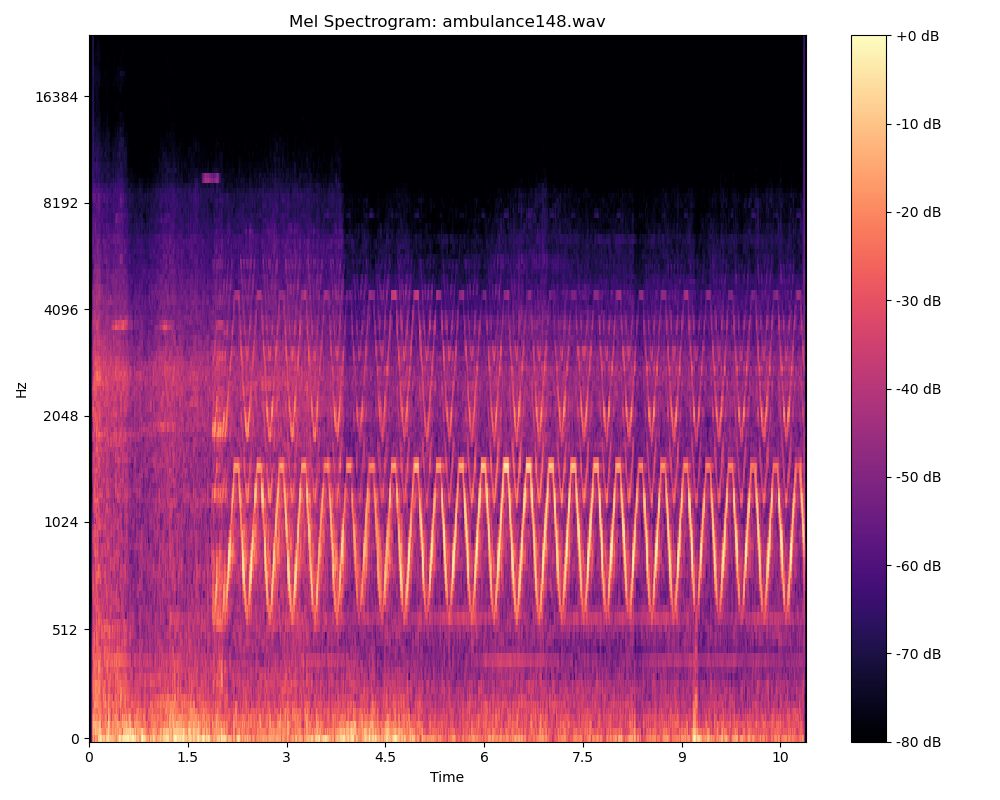 Mel Spectrogram: ambulance148.wav
+0 dB
16384
-10 dB
8192
-20 dB
4096
-30 dB
Hz
2048
-40 dB
1024
-50 dB
512
-60 dB
-70 dB
0
-80 dB
0 1.5 3 4.5 6 7.5 9 10
Time